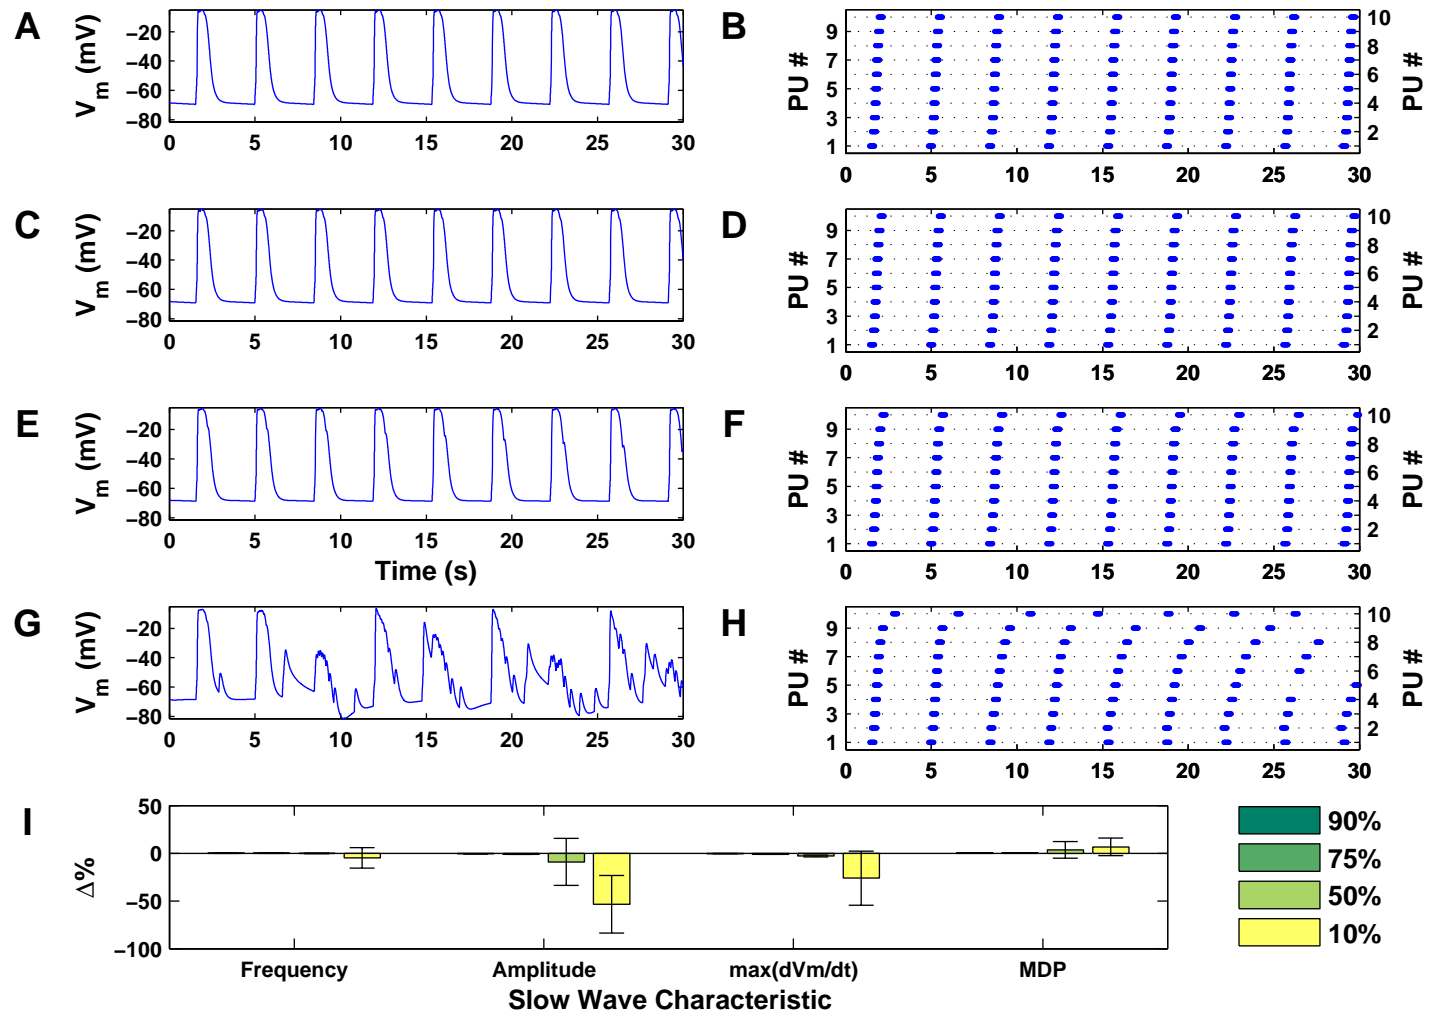 A
V_m (mV)
−20
−40
−60
−80
0 5 10 15 20 25 30
B
PU #
9
7
5
3
1
10
8
6
4
2
PU #
0 5 10 15 20 25 30
C
V_m (mV)
−20
−40
−60
−80
0 5 10 15 20 25 30
D
PU #
9
7
5
3
1
10
8
6
4
2
PU #
0 5 10 15 20 25 30
E
V_m (mV)
−20
−40
−60
−80
0 5 10 15 20 25 30
Time (s)
F
PU #
9
7
5
3
1
10
8
6
4
2
PU #
0 5 10 15 20 25 30
G
V_m (mV)
−20
−40
−60
−80
0 5 10 15 20 25 30
H
PU #
9
7
5
3
1
10
8
6
4
2
PU #
0 5 10 15 20 25 30
I
Δ%
50
0
−50
−100
Frequency Amplitude max(dVm/dt) MDP
Slow Wave Characteristic
90%
75%
50%
10%